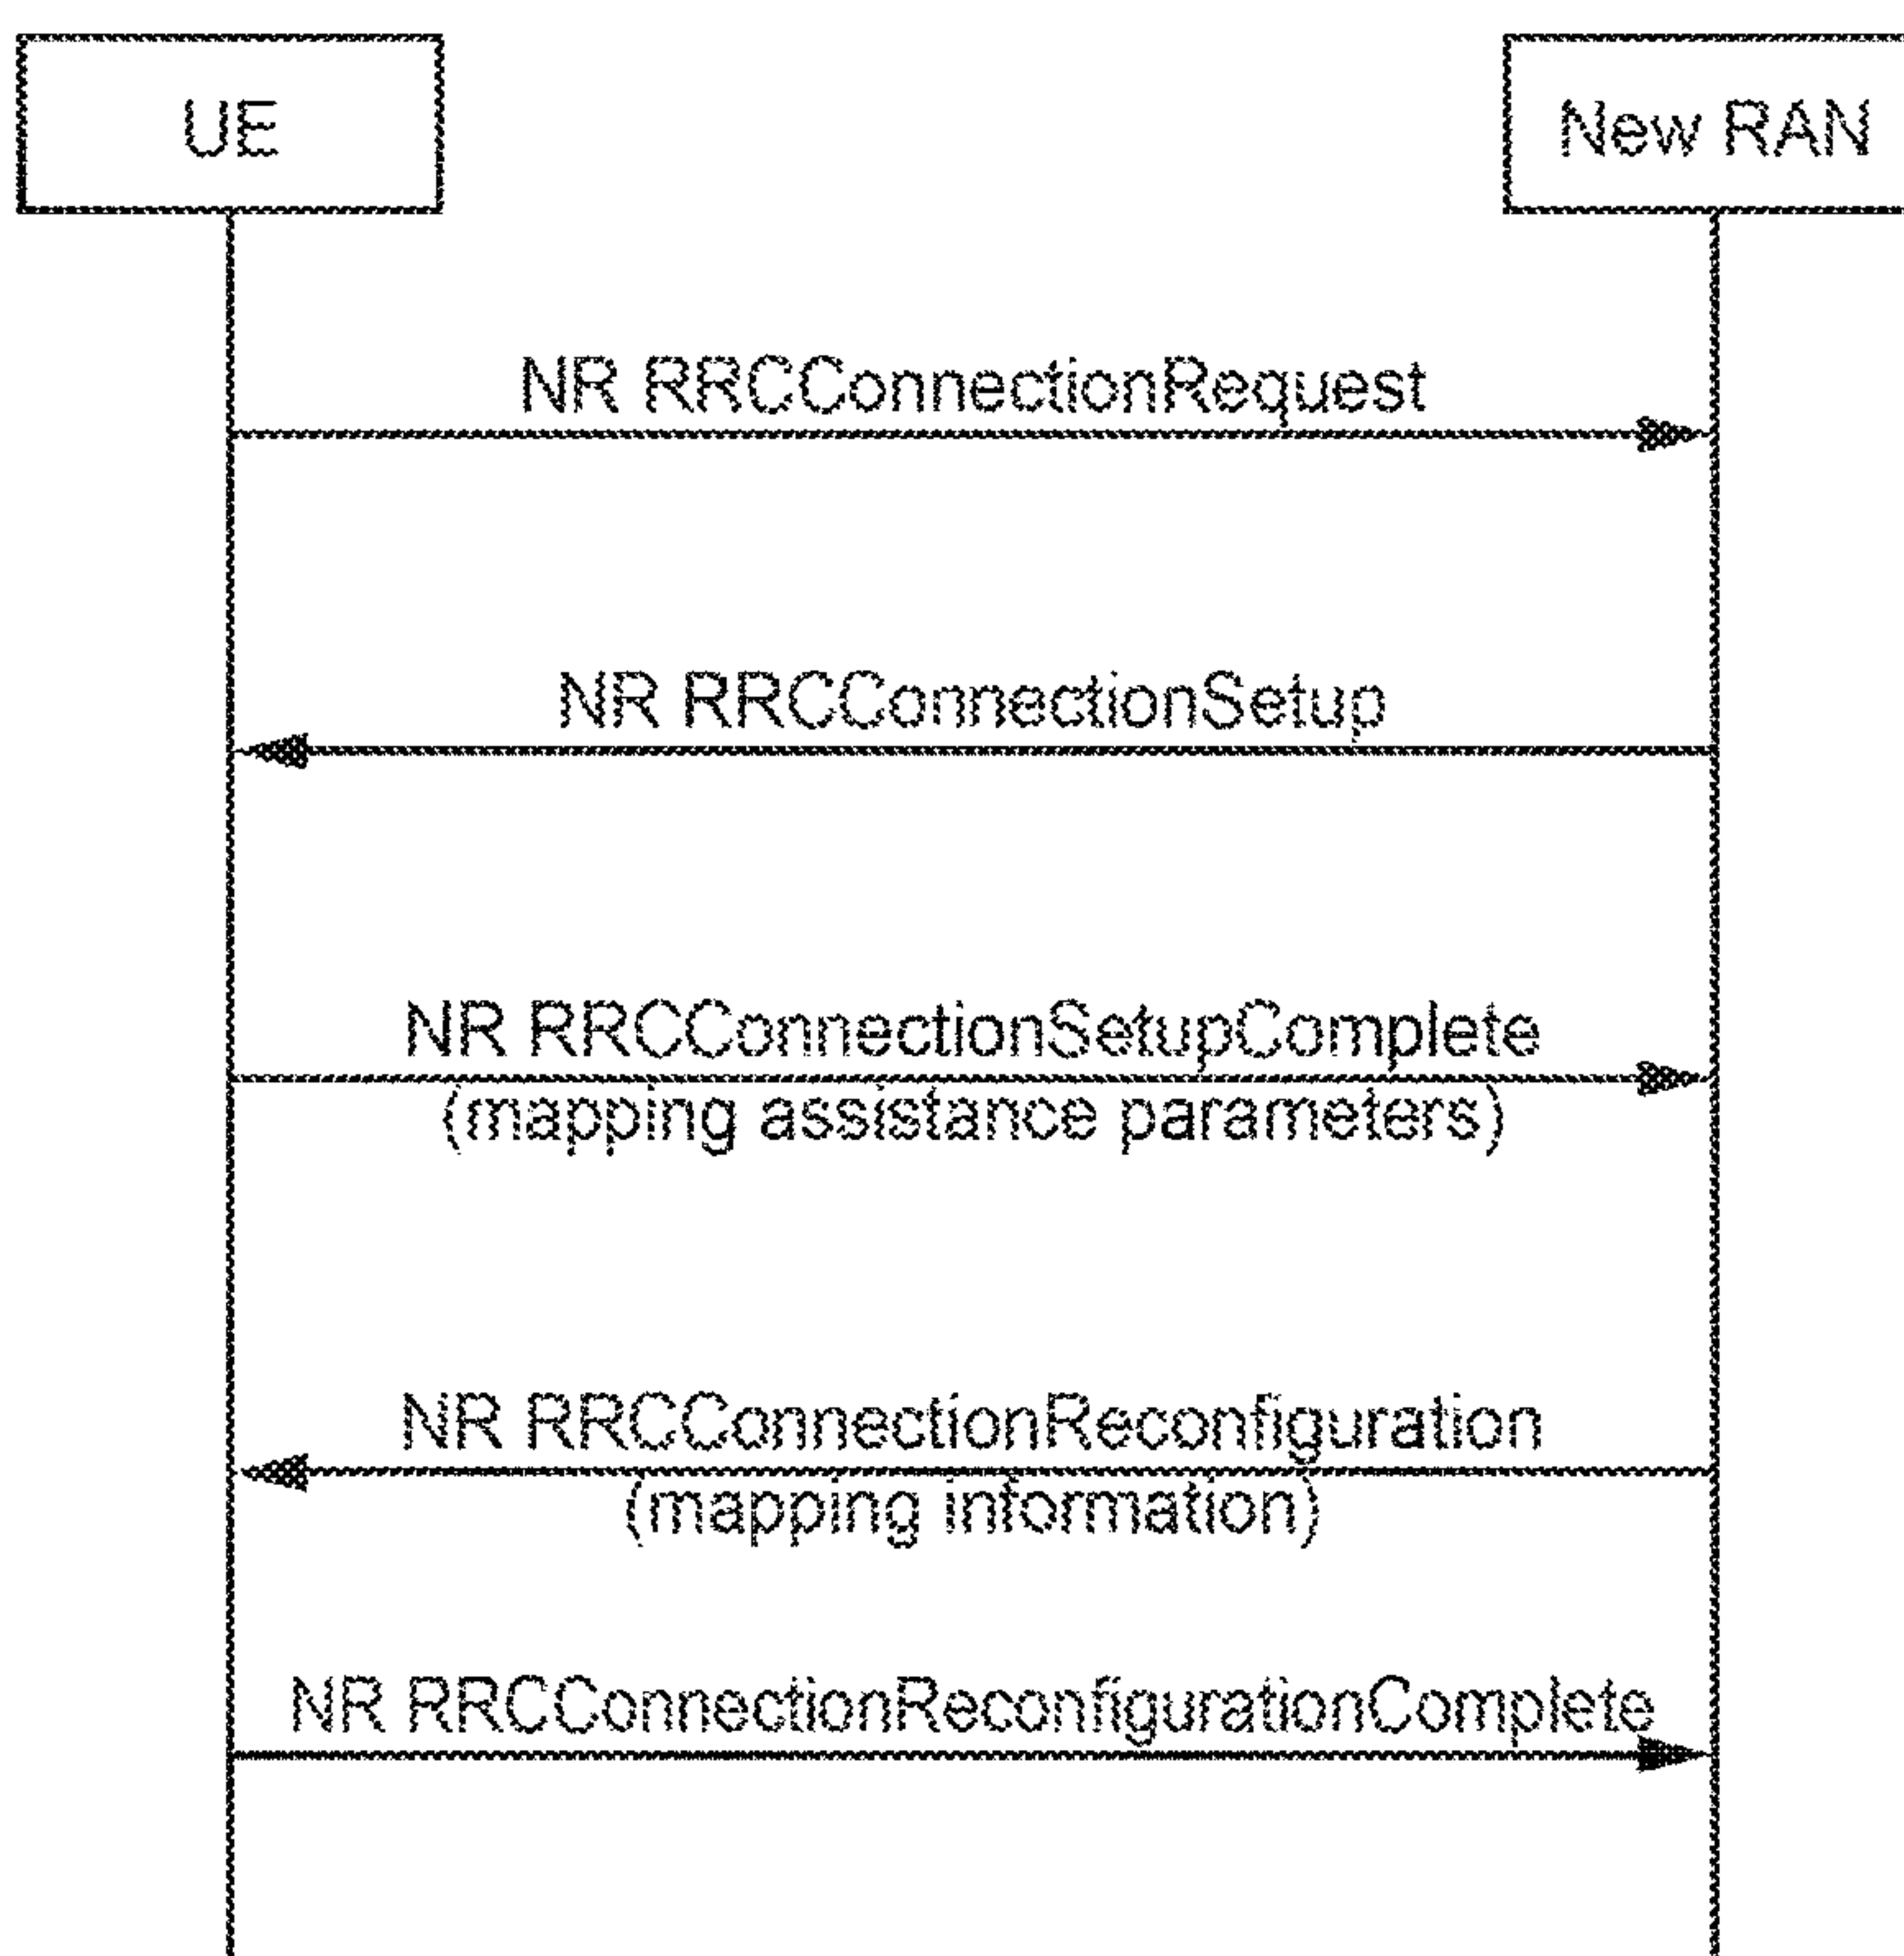 UE
New RAN
NR RRCConnectionRequest
NR RRCConnectionSetup
NR RRCConnectionSetupComplete
(mapping assistance parameters)
NR RRCConnectionReconfiguration
(mapping information)
NR RRCConnectionReconfigurationComplete